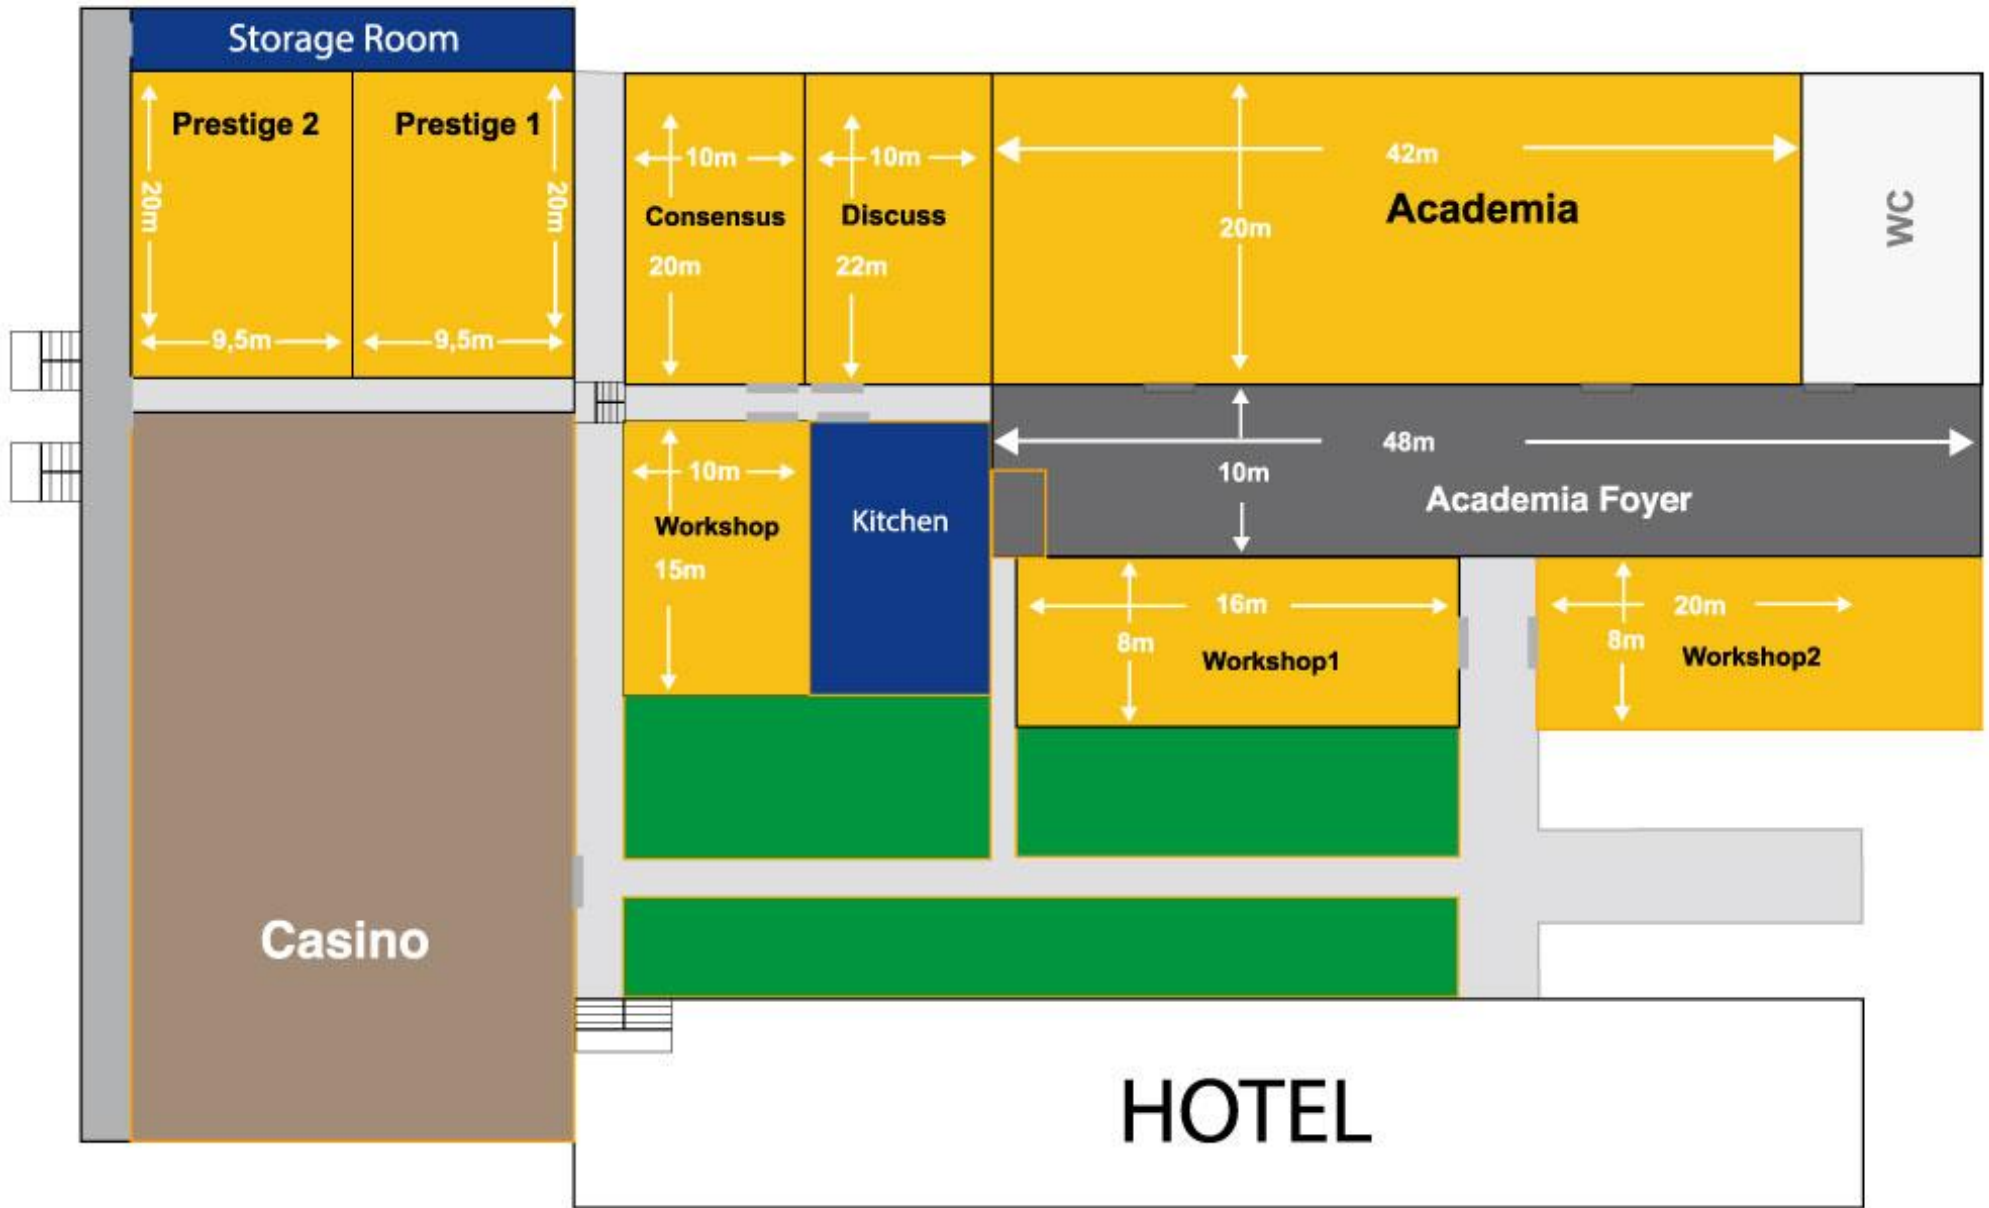 Storage Room
Prestige 2
Prestige 1
20m
20m
9,5m
9,5m
10m
Consensus
20m
10m
Discuss
22m
42m
Academia
20m
WC
48m
10m
Academia Foyer
10m
Workshop
15m
Kitchen
16m
8m
Workshop1
20m
8m
Workshop2
Casino
HOTEL